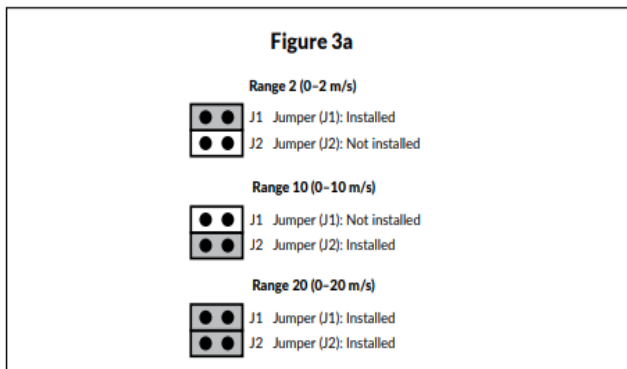 Figure 3a
Range 2 (0–2 m/s)
J1 Jumper (J1): Installed
J2 Jumper (J2): Not installed
Range 10 (0–10 m/s)
J1 Jumper (J1): Not installed
J2 Jumper (J2): Installed
Range 20 (0–20 m/s)
J1 Jumper (J1): Installed
J2 Jumper (J2): Installed